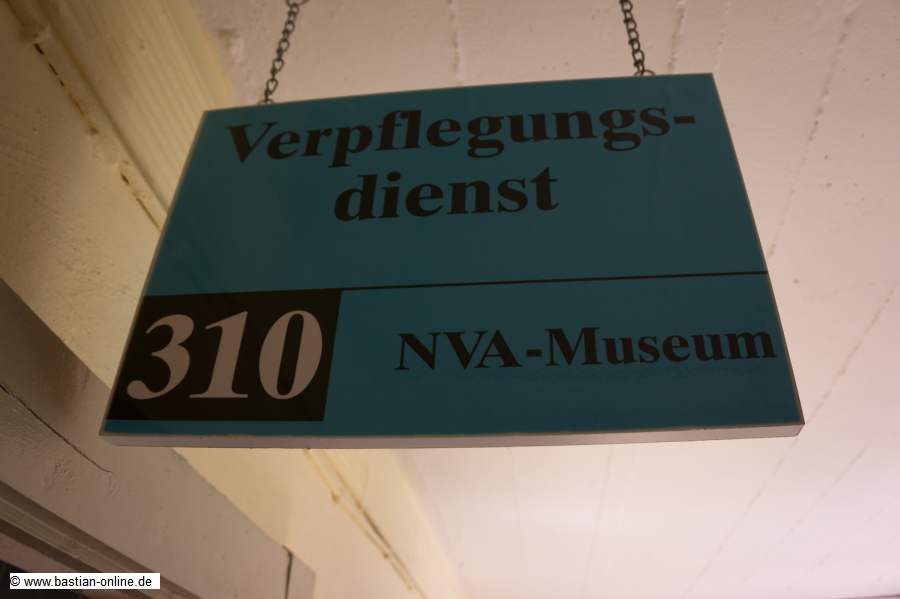 Verpflegungs-
dienst
310 NVA-Museum
© www.bastian-online.de